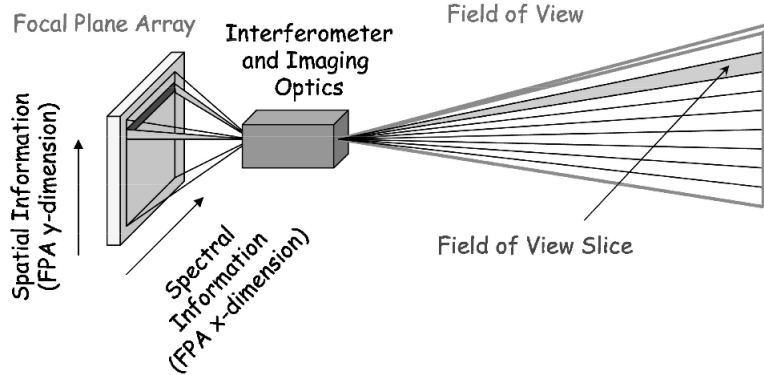 Focal Plane Array
Interferometer
and Imaging
Optics
Field of View
Spatial Information
(FPA y-dimension)
Spectral
Information
(FPA x-dimension)
Field of View Slice